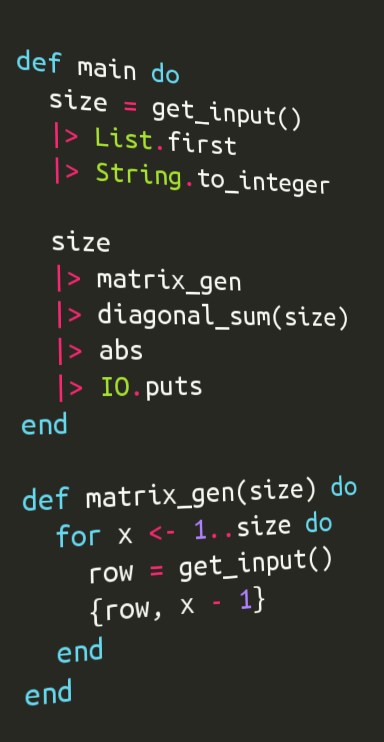 def main do
  size = get_input()
  |> List.first
  |> String.to_integer

  size
  |> matrix_gen
  |> diagonal_sum(size)
  |> abs
  |> IO.puts
end

def matrix_gen(size) do
  for x <- 1..size do
    row = get_input()
    {row, x - 1}
  end
end